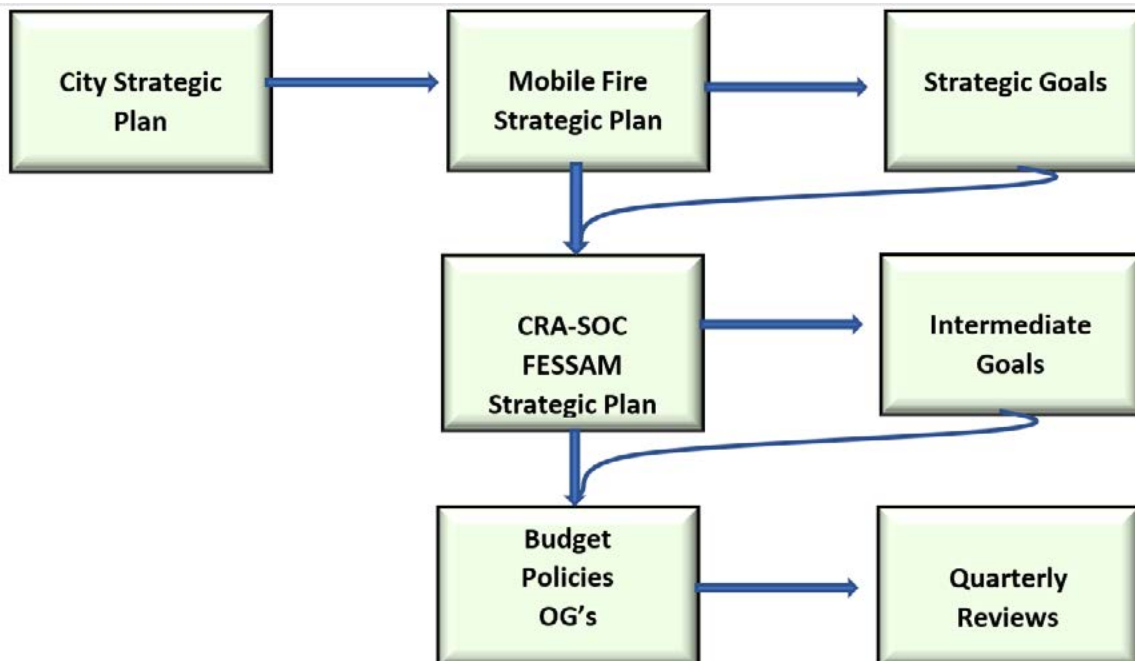 City Strategic
Plan
Mobile Fire
Strategic Plan
Strategic Goals
CRA-SOC
FESSAM
Strategic Plan
Intermediate
Goals
Budget
Policies
OG’s
Quarterly
Reviews